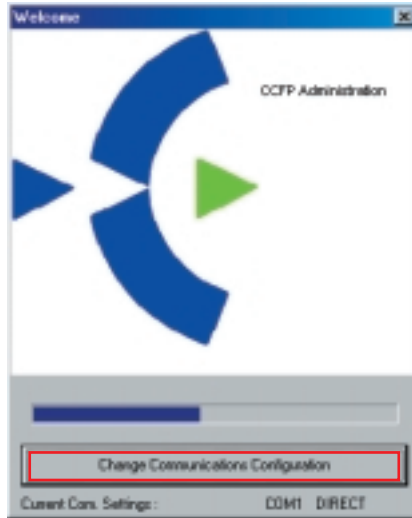 Welcome
CCFP Administration
Change Communications Configuration
Current Com. Settings : COM1 DIRECT